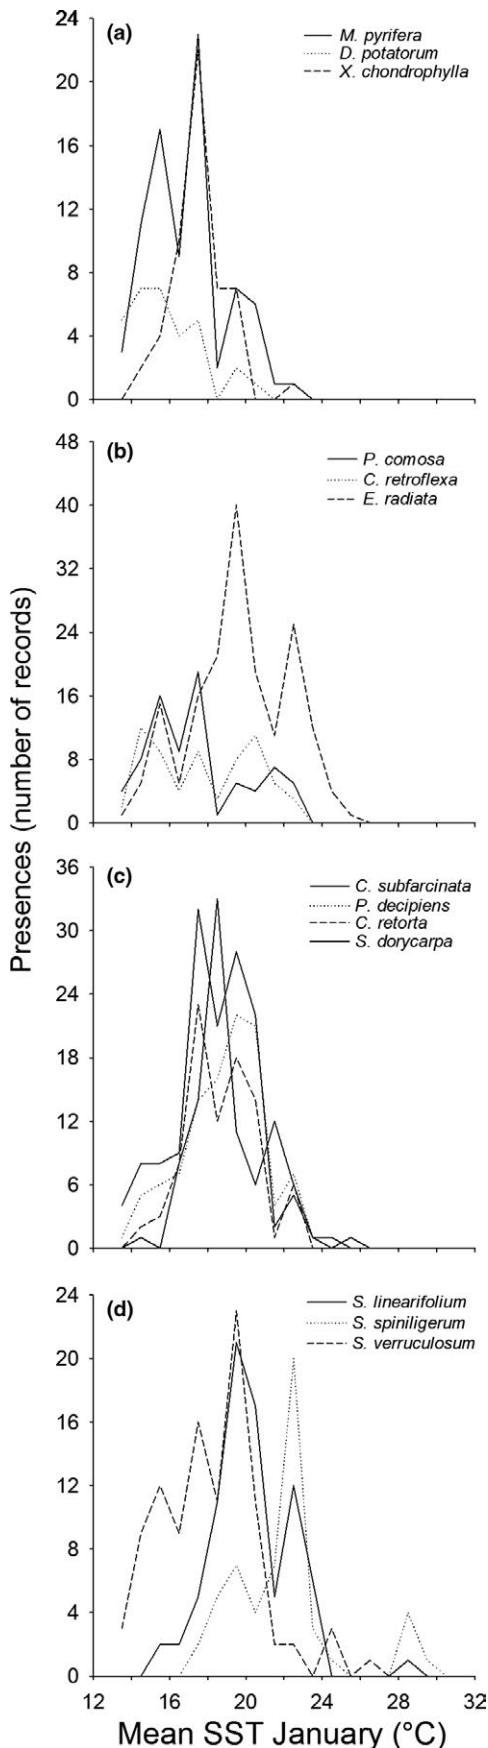 (a)
M. pyrifera
D. potatorum
X. chondrophylla
24
20
16
12
8
4
0
(b)
P. comosa
C. retroflexa
E. radiata
48
40
32
24
16
8
0
Presences (number of records)
(c)
C. subfarcinata
P. decipiens
C. retorta
S. dorycarpa
36
30
24
18
12
6
0
(d)
S. linearifolium
S. spiniligerum
S. verruculosum
24
20
16
12
8
4
0
12 16 20 24 28 32
Mean SST January (°C)